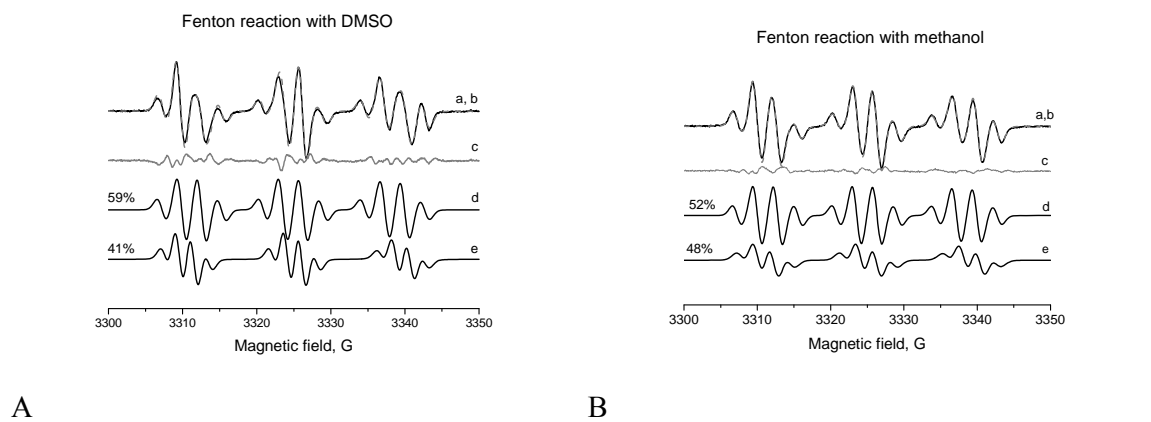 Fenton reaction with DMSO
a, b
c
59%
d
41%
e
3300 3310 3320 3330 3340 3350
Magnetic field, G
A
Fenton reaction with methanol
a,b
c
52%
d
48%
e
3300 3310 3320 3330 3340 3350
Magnetic field, G
B